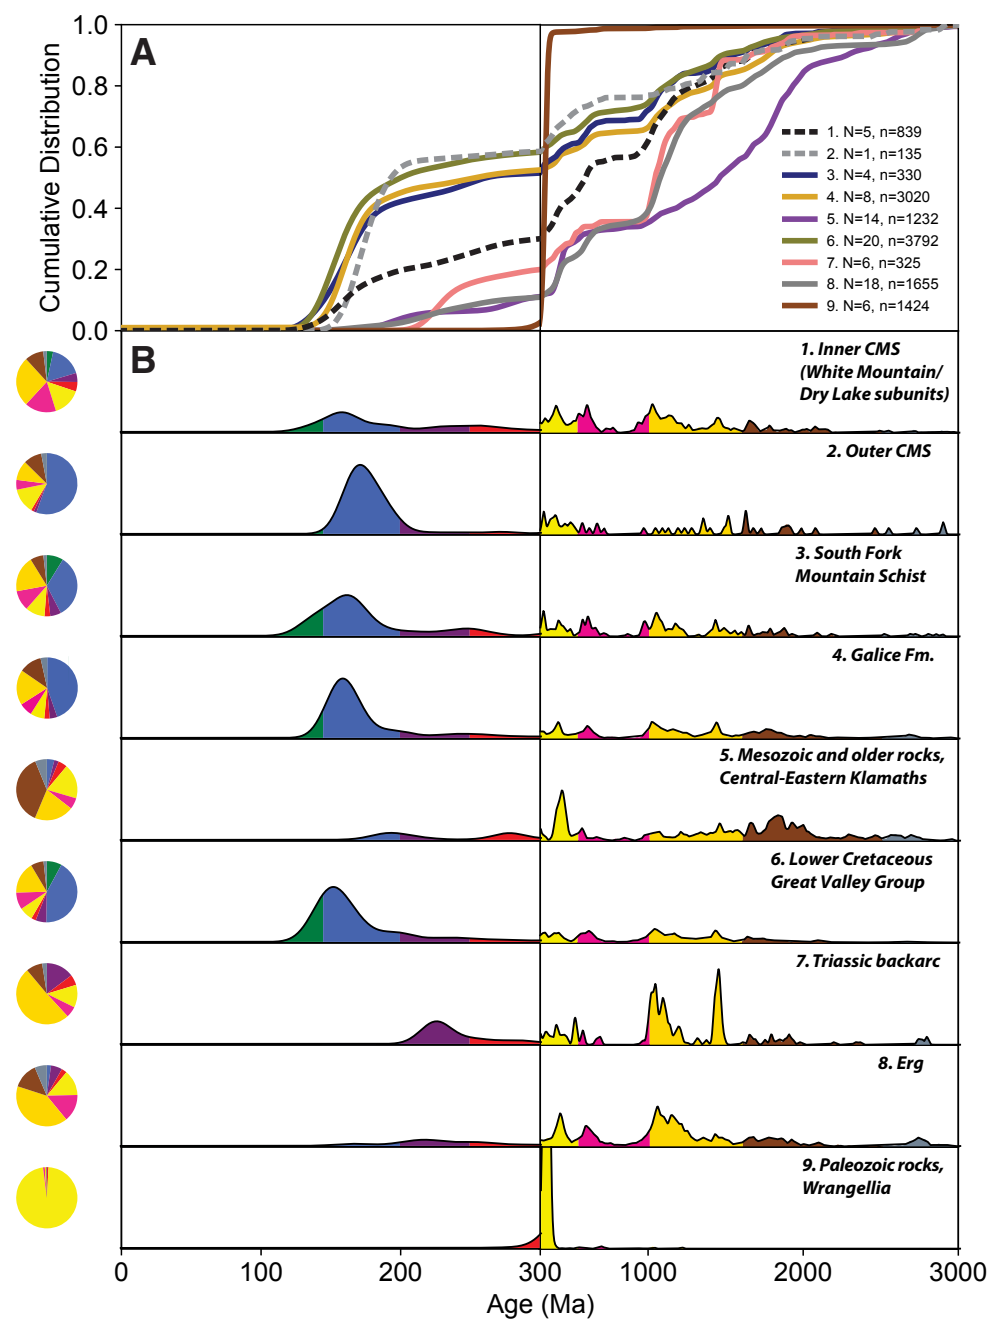 A
1.0
0.8
0.6
0.4
0.2
0.0
Cumulative Distribution
1. N=5, n=839
2. N=1, n=135
3. N=4, n=330
4. N=8, n=3020
5. N=14, n=1232
6. N=20, n=3792
7. N=6, n=325
8. N=18, n=1655
9. N=6, n=1424
B
1. Inner CMS
(White Mountain/
Dry Lake subunits)
2. Outer CMS
3. South Fork
Mountain Schist
4. Galice Fm.
5. Mesozoic and older rocks,
Central-Eastern Klamaths
6. Lower Cretaceous
Great Valley Group
7. Triassic backarc
8. Erg
9. Paleozoic rocks,
Wrangellia
0 100 200 300 1000 2000 3000
Age (Ma)